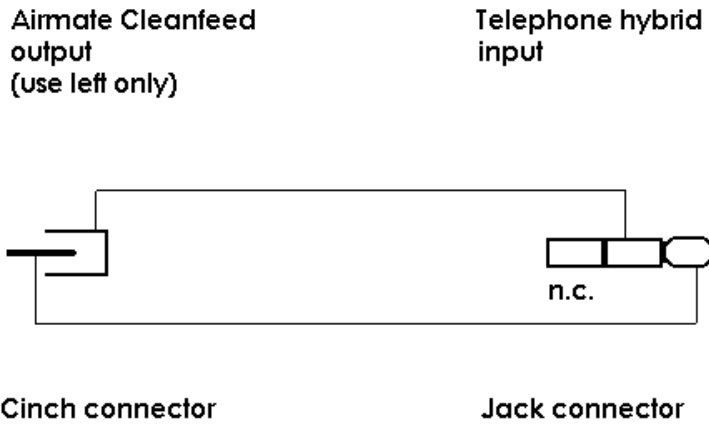 Airmate Cleanfeed
output
(use left only)
Telephone hybrid
input
n.c.
Cinch connector
Jack connector